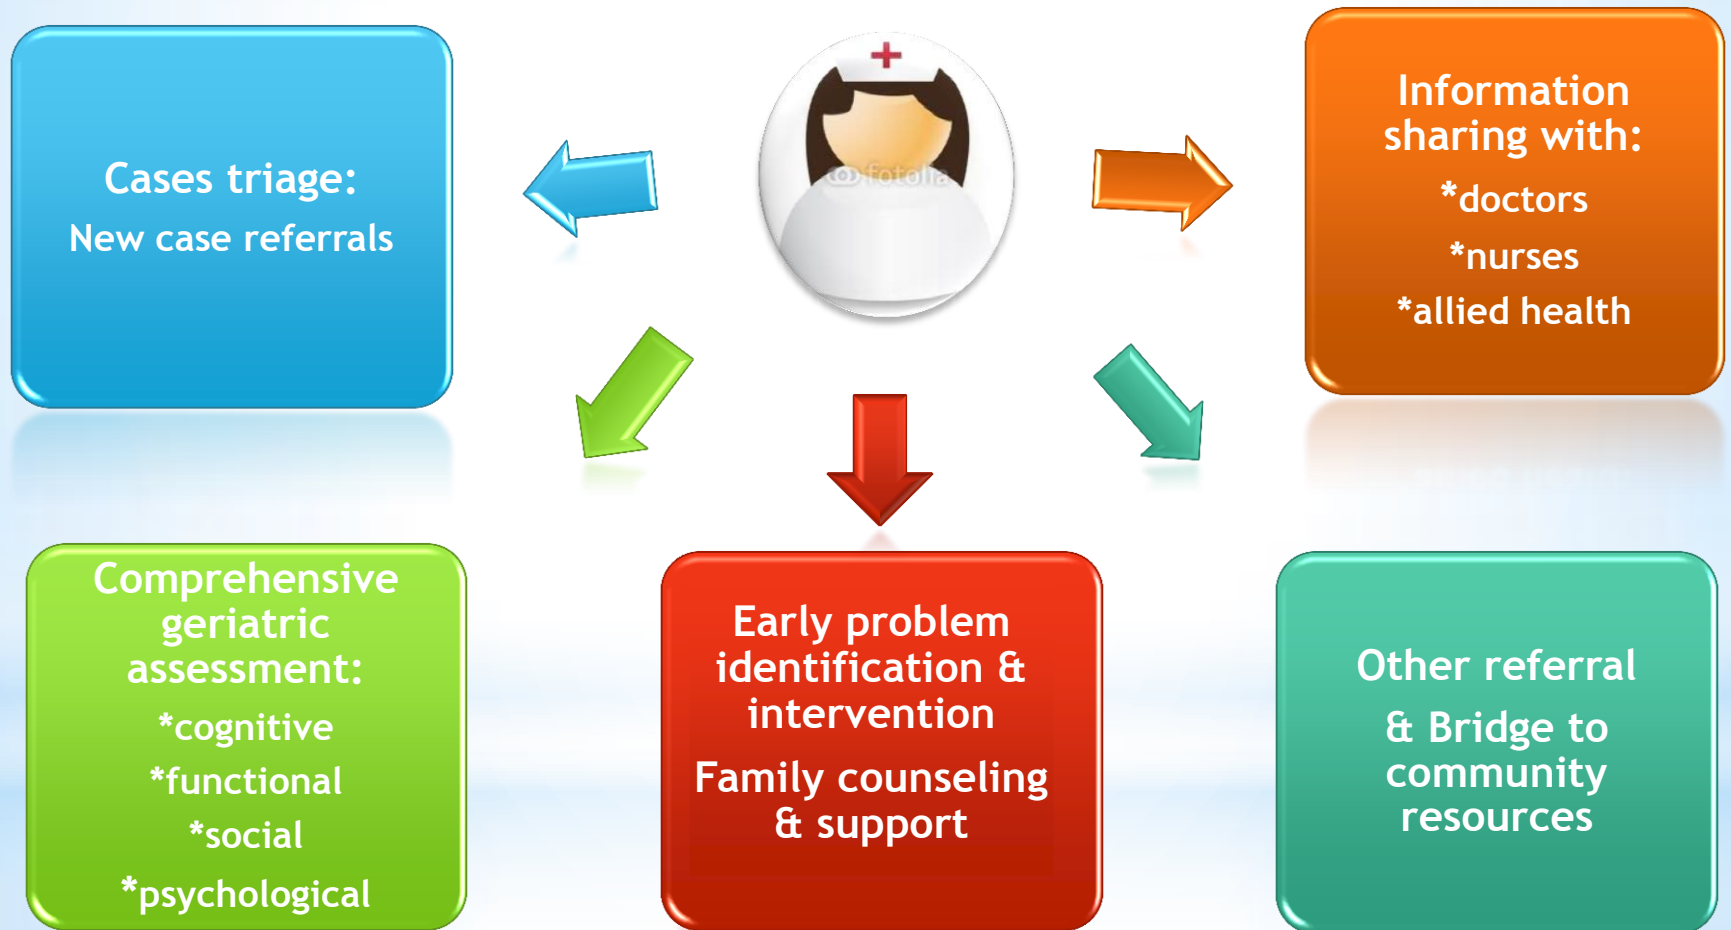 Cases triage:
New case referrals
fotolia
Information
sharing with:
*doctors
*nurses
*allied health
Comprehensive
geriatric
assessment:
*cognitive
*functional
*social
*psychological
Early problem
identification &
intervention
Family counseling
& support
Other referral
& Bridge to
community
resources